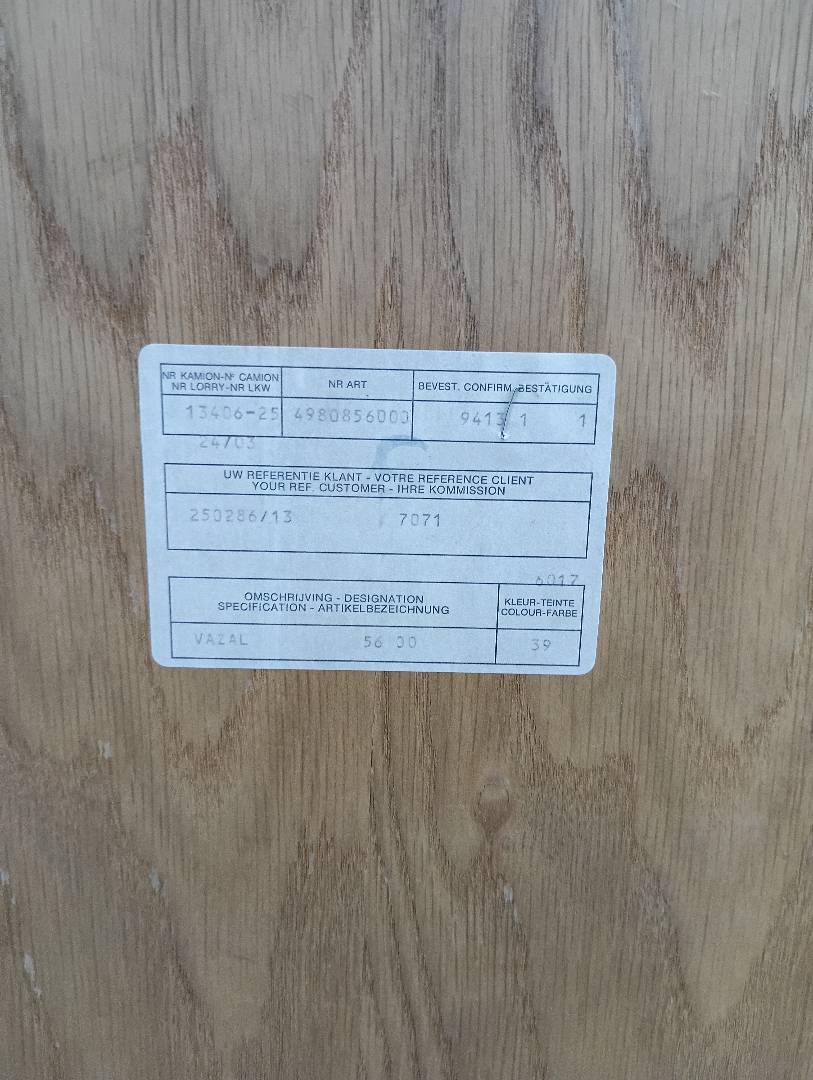 NR KAMION-Nº CAMION
NR LORRY-NR LKW
NR ART
BEVEST. CONFIRM. BESTÄTIGUNG
13406-25
4980856000
9413 1 1
24/03
UW REFERENTIE KLANT - VOTRE REFERENCE CLIENT
YOUR REF. CUSTOMER - IHRE KOMMISSION
250286/13 7071
6017
OMSCHRIJVING - DESIGNATION
SPECIFICATION - ARTIKELBEZEICHNUNG
KLEUR-TEINTE
COLOUR-FARBE
VAZAL 56 00
39